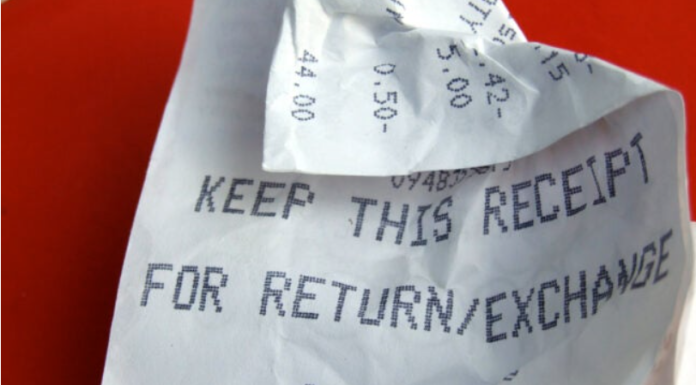 44.00
0.50-
5.00
.42-
15
KEEP THIS RECEIPT
FOR RETURN/EXCHANGE